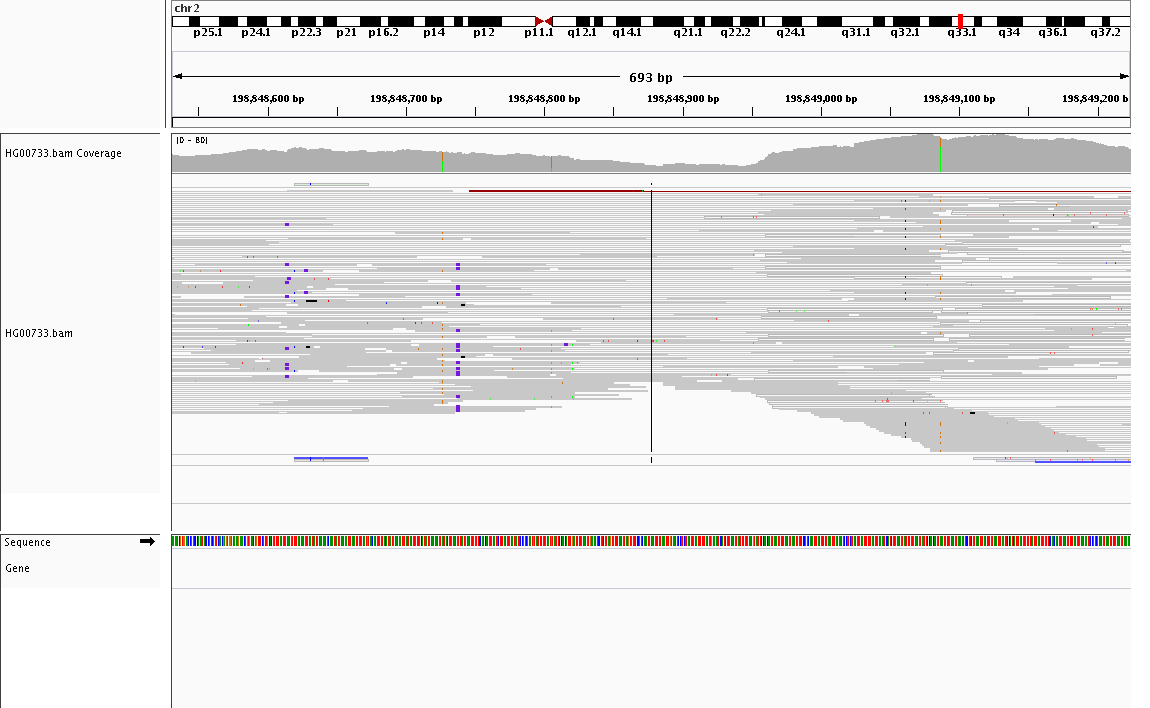 chr2
p25.1 p24.1 p22.3 p21 p16.2 p14 p12 p11.1 q12.1 q14.1 q21.1 q22.2 q24.1 q31.1 q32.1 q33.1 q34 q36.1 q37.2
693 bp
198,848,600 bp 198,848,700 bp 198,848,800 bp 198,848,900 bp 198,849,000 bp 198,849,100 bp 198,849,200 b
HG00733.bam Coverage
[0 - 80]
HG00733.bam
Sequence
Gene